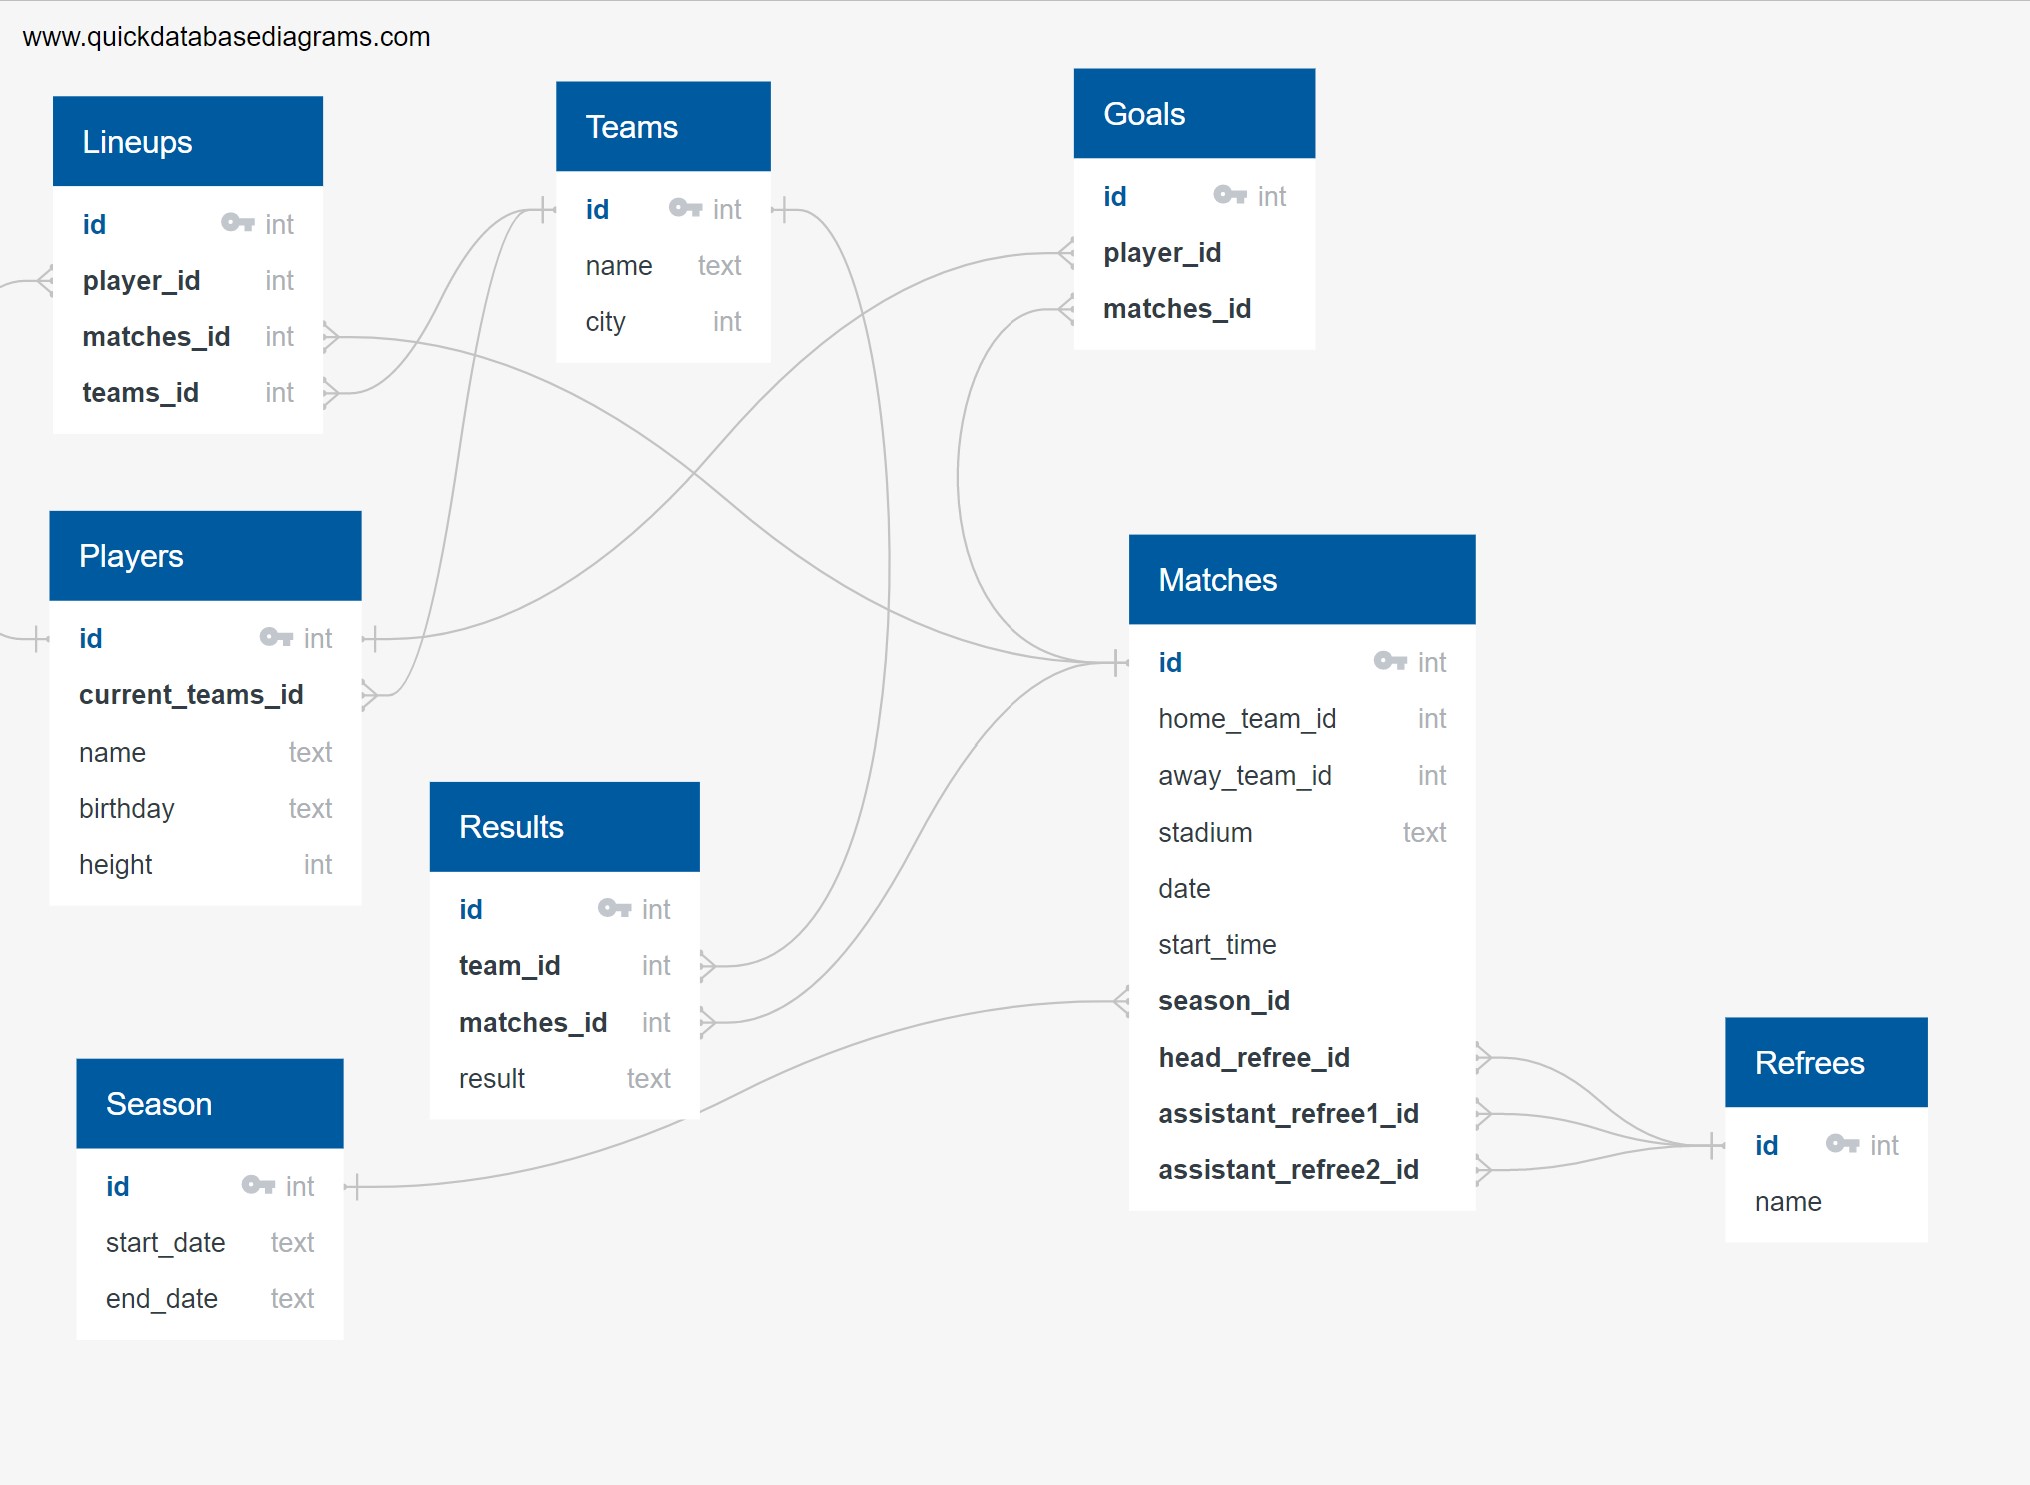 www.quickdatabasediagrams.com
Lineups
id int
player_id int
matches_id int
teams_id int
Teams
id int
name text
city int
Goals
id int
player_id
matches_id
Players
id int
current_teams_id
name text
birthday text
height int
Matches
id int
home_team_id int
away_team_id int
stadium text
date
start_time
season_id
head_refree_id
assistant_refree1_id
assistant_refree2_id
Results
id int
team_id int
matches_id int
result text
Season
id int
start_date text
end_date text
Refrees
id int
name